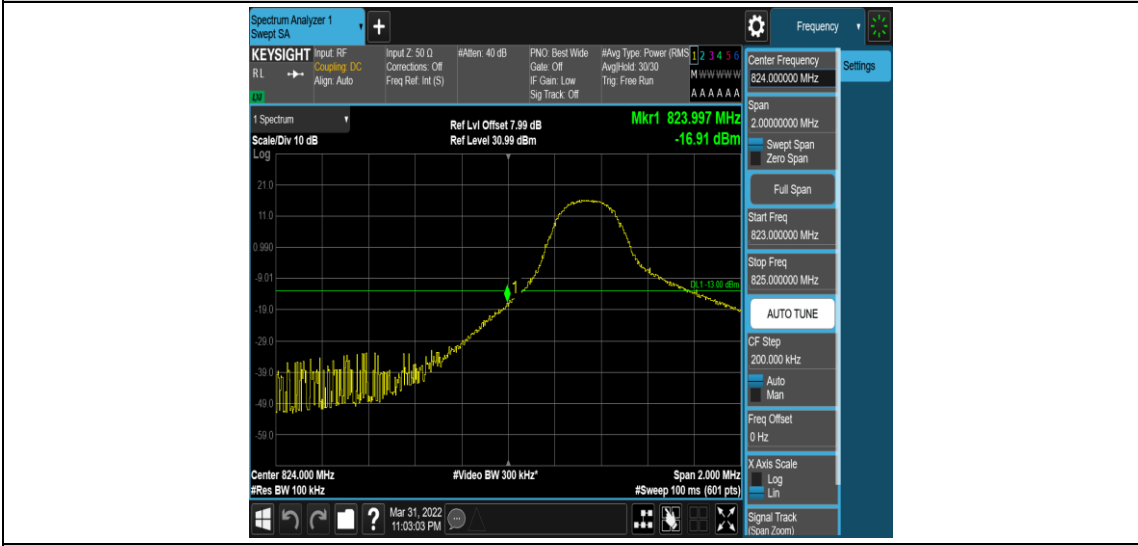 Spectrum Analyzer 1
Swept SA
+
Frequency
KEYSIGHT
RL
Input: RF
Coupling: DC
Align: Auto
Input Z: 50 Ω
Corrections: Off
Freq Ref: Int (S)
#Atten: 40 dB
PNO: Best Wide
Gate: Off
IF Gain: Low
Sig Track: Off
#Avg Type: Power (RMS
Avg|Hold: 30/30
Trig: Free Run
1 2 3 4 5 6
M W W W W W
A A A A A A
1 Spectrum
Scale/Div 10 dB
Log
Ref Lvl Offset 7.99 dB
Ref Level 30.99 dBm
Mkr1 823.997 MHz
-16.91 dBm
21.0
11.0
0.990
-9.01
-19.0
-29.0
-39.0
-49.0
-59.0
1
DL1 -13.00 dBm
Center 824.000 MHz
#Res BW 100 kHz
#Video BW 300 kHz*
Span 2.000 MHz
#Sweep 100 ms (601 pts)
?
Mar 31, 2022
11:03:03 PM
Center Frequency
824.000000 MHz
Settings
Span
2.00000000 MHz
Swept Span
Zero Span
Full Span
Start Freq
823.000000 MHz
Stop Freq
825.000000 MHz
AUTO TUNE
CF Step
200.000 kHz
Auto
Man
Freq Offset
0 Hz
X Axis Scale
Log
Lin
Signal Track
(Span Zoom)